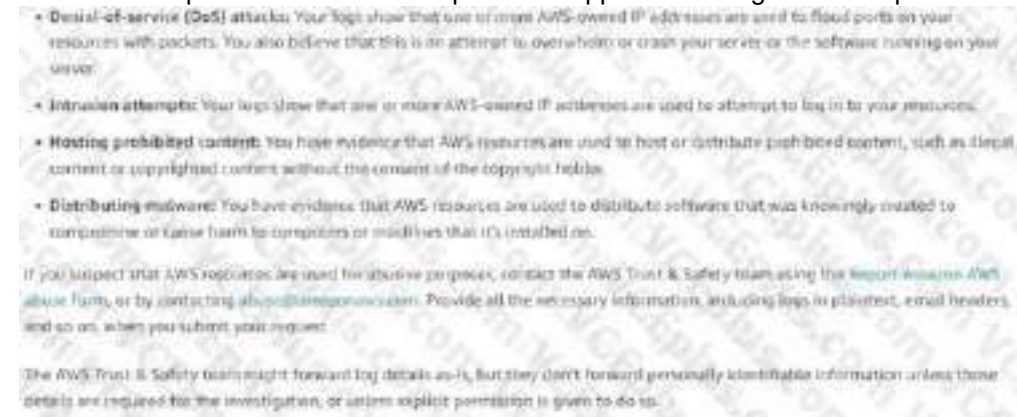 • Denial-of-service (DoS) attacks: Your logs show that one or more AWS-owned IP addresses are used to flood ports on your
resources with packets. You also believe that this is an attempt to overwhelm or crash your server or the software running on your
server.
• Intrusion attempts: Your logs show that one or more AWS-owned IP addresses are used to attempt to log in to your resources.
• Hosting prohibited content: You have evidence that AWS resources are used to host or distribute prohibited content, such as illegal
content or copyrighted content without the consent of the copyright holder.
• Distributing malware: You have evidence that AWS resources are used to distribute software that was knowingly created to
compromise or cause harm to computers or machines that it's installed on.
If you suspect that AWS resources are used for abusive purposes, contact the AWS Trust & Safety team using the Report Amazon AWS
abuse form, or by contacting abuse@amazonaws.com. Provide all the necessary information, including logs in plaintext, email headers,
and so on, when you submit your request.
The AWS Trust & Safety team might forward log details as-is, but they don't forward personally identifiable information unless those
details are required for the investigation, or unless explicit permission is given to do so.